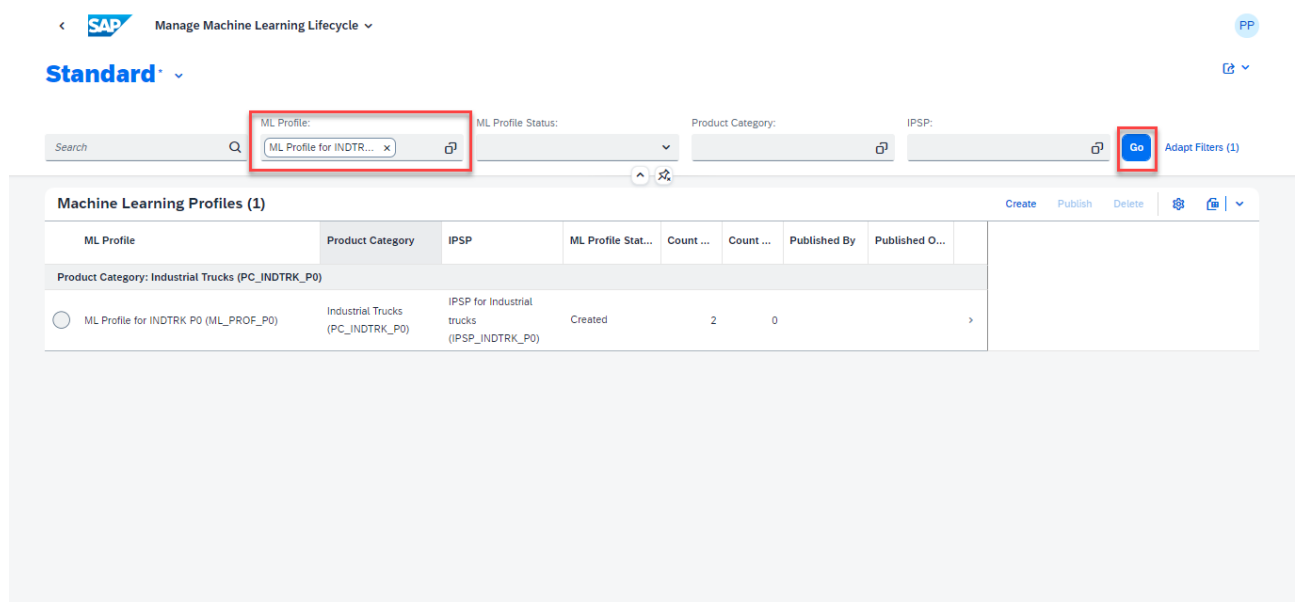 SAP Manage Machine Learning Lifecycle PP
Standard*
ML Profile: ML Profile Status: Product Category: IPSP:
Search ML Profile for INDTR... Go Adapt Filters (1)
Machine Learning Profiles (1) Create Publish Delete
ML Profile Product Category IPSP ML Profile Stat... Count ... Count ... Published By Published O...
Product Category: Industrial Trucks (PC_INDTRK_P0)
ML Profile for INDTRK P0 (ML_PROF_P0) Industrial Trucks (PC_INDTRK_P0) IPSP for Industrial trucks (IPSP_INDTRK_P0) Created 2 0